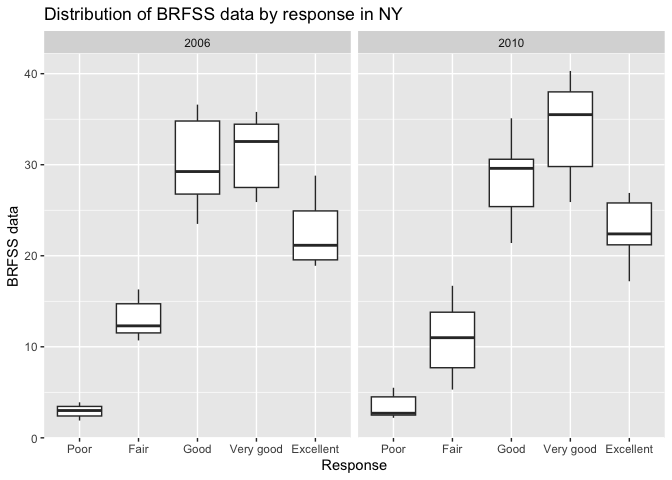 Distribution of BRFSS data by response in NY
2006
2010
BRFSS data
40
30
20
10
0
Poor Fair Good Very good Excellent
Poor Fair Good Very good Excellent
Response